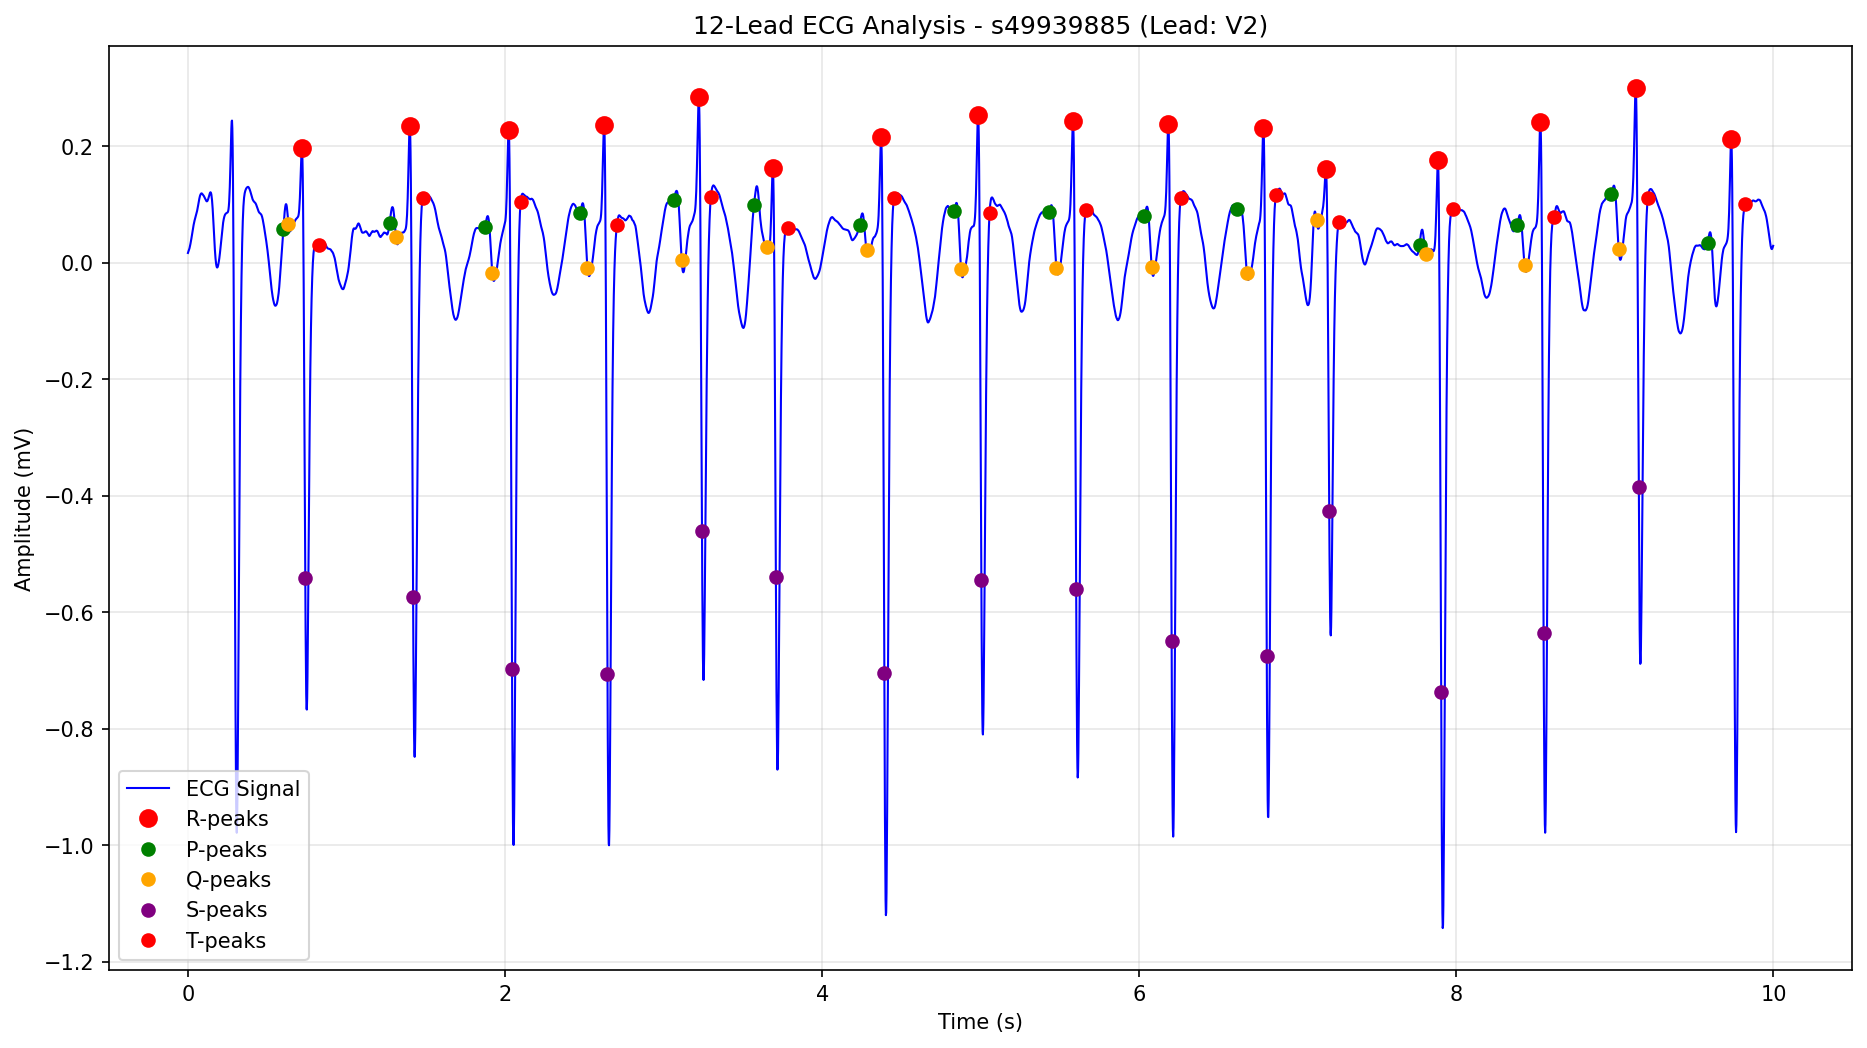 12-Lead ECG Analysis - s49939885 (Lead: V2)
Amplitude (mV)
0.2
0.0
−0.2
−0.4
−0.6
−0.8
−1.0
−1.2
ECG Signal
R-peaks
P-peaks
Q-peaks
S-peaks
T-peaks
0 2 4 6 8 10
Time (s)